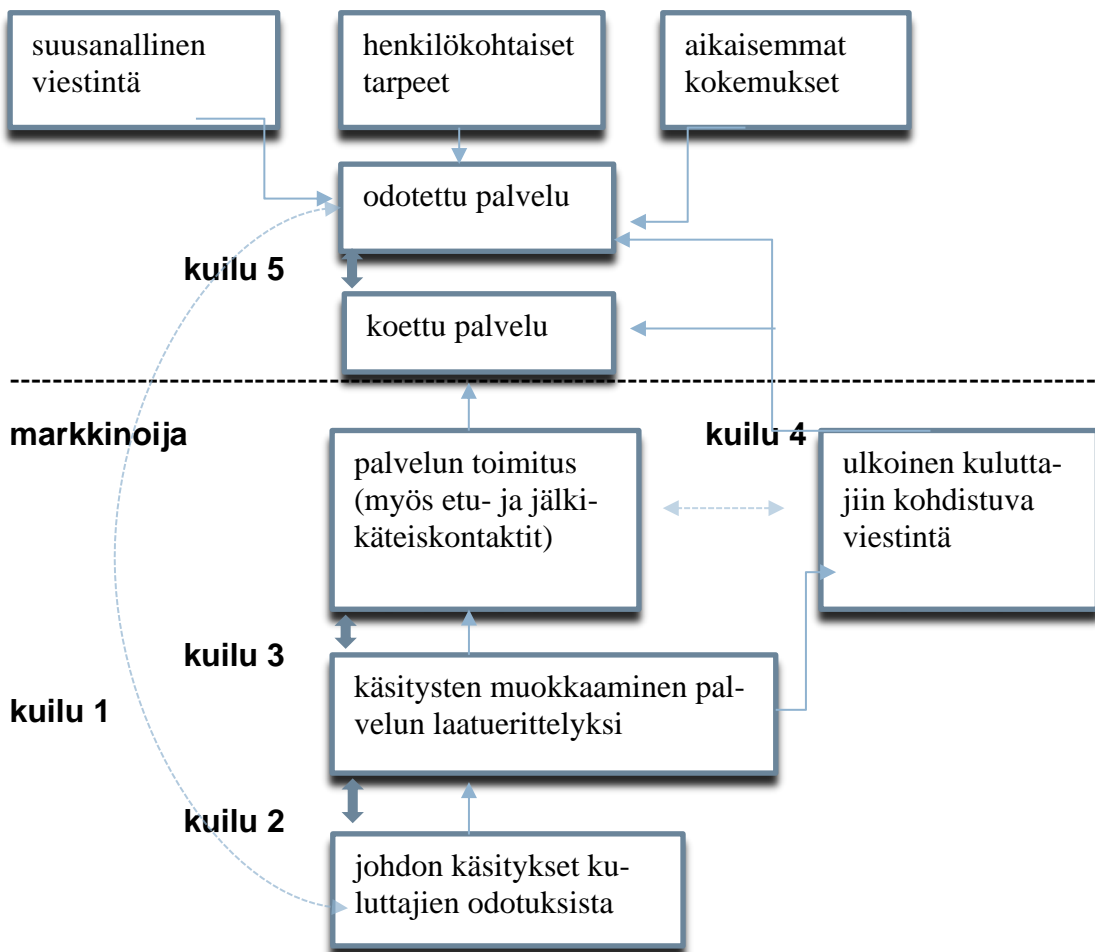 suusanallinen
viestintä
henkilökohtaiset
tarpeet
aikaisemmat
kokemukset
odotettu palvelu
kuilu 5
koettu palvelu
markkinoija
palvelun toimitus
(myös etu- ja jälki-
käteiskontaktit)
kuilu 4
ulkoinen kulutta-
jiin kohdistuva
viestintä
kuilu 3
käsitysten muokkaaminen pal-
velun laatuerittelyksi
kuilu 1
kuilu 2
johdon käsitykset ku-
luttajien odotuksista